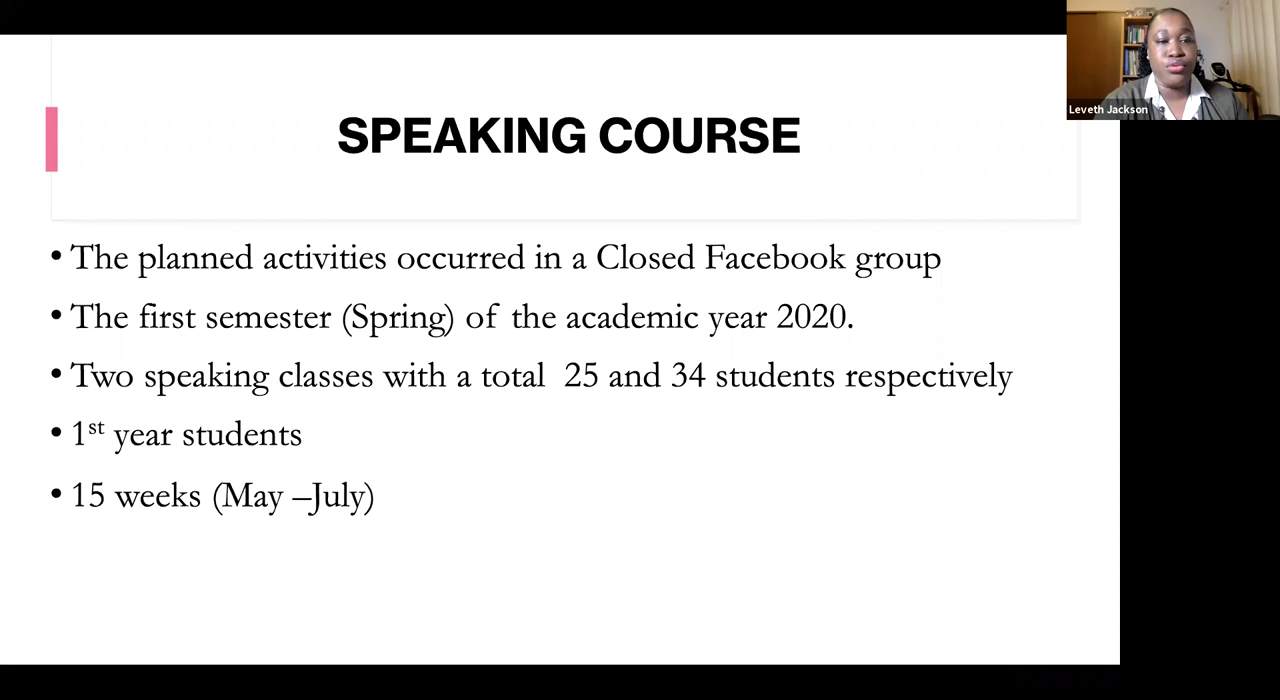 SPEAKING COURSE
• The planned activities occurred in a Closed Facebook group
• The first semester (Spring) of the academic year 2020.
• Two speaking classes with a total 25 and 34 students respectively
• 1st year students
• 15 weeks (May –July)
Leveth Jackson